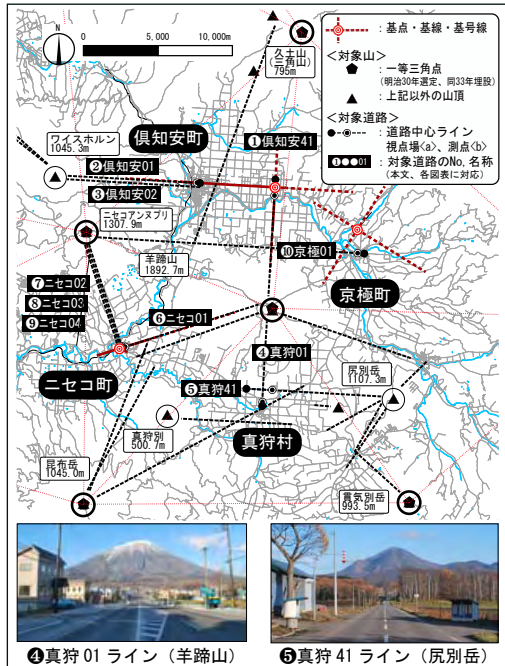 N
0
5,000
10,000m
: 基点・基線・基号線
<対象山>
: 一等三角点
(明治30年選定、同33年埋設)
▲ : 上記以外の山頂
<対象道路>
: 道路中心ライン
視点場<a>、測点<b>
❶●●01 : 対象道路のNo. 名称
(本文、各図表に対応)
久土山
(三角山)
795m
倶知安町
❶倶知安41
ワイスホルン
1045.3m
❷倶知安01
❸倶知安02
ニセコアンヌプリ
1307.9m
羊蹄山
1892.7m
❿京極01
京極町
❼ニセコ02
❽ニセコ03
❾ニセコ04
❻ニセコ01
❹真狩01
尻別岳
1107.3m
ニセコ町
❺真狩41
真狩別
500.7m
真狩村
昆布岳
1045.0m
貫気別岳
993.5m
❹真狩 01 ライン（羊蹄山）
❺真狩 41 ライン（尻別岳）